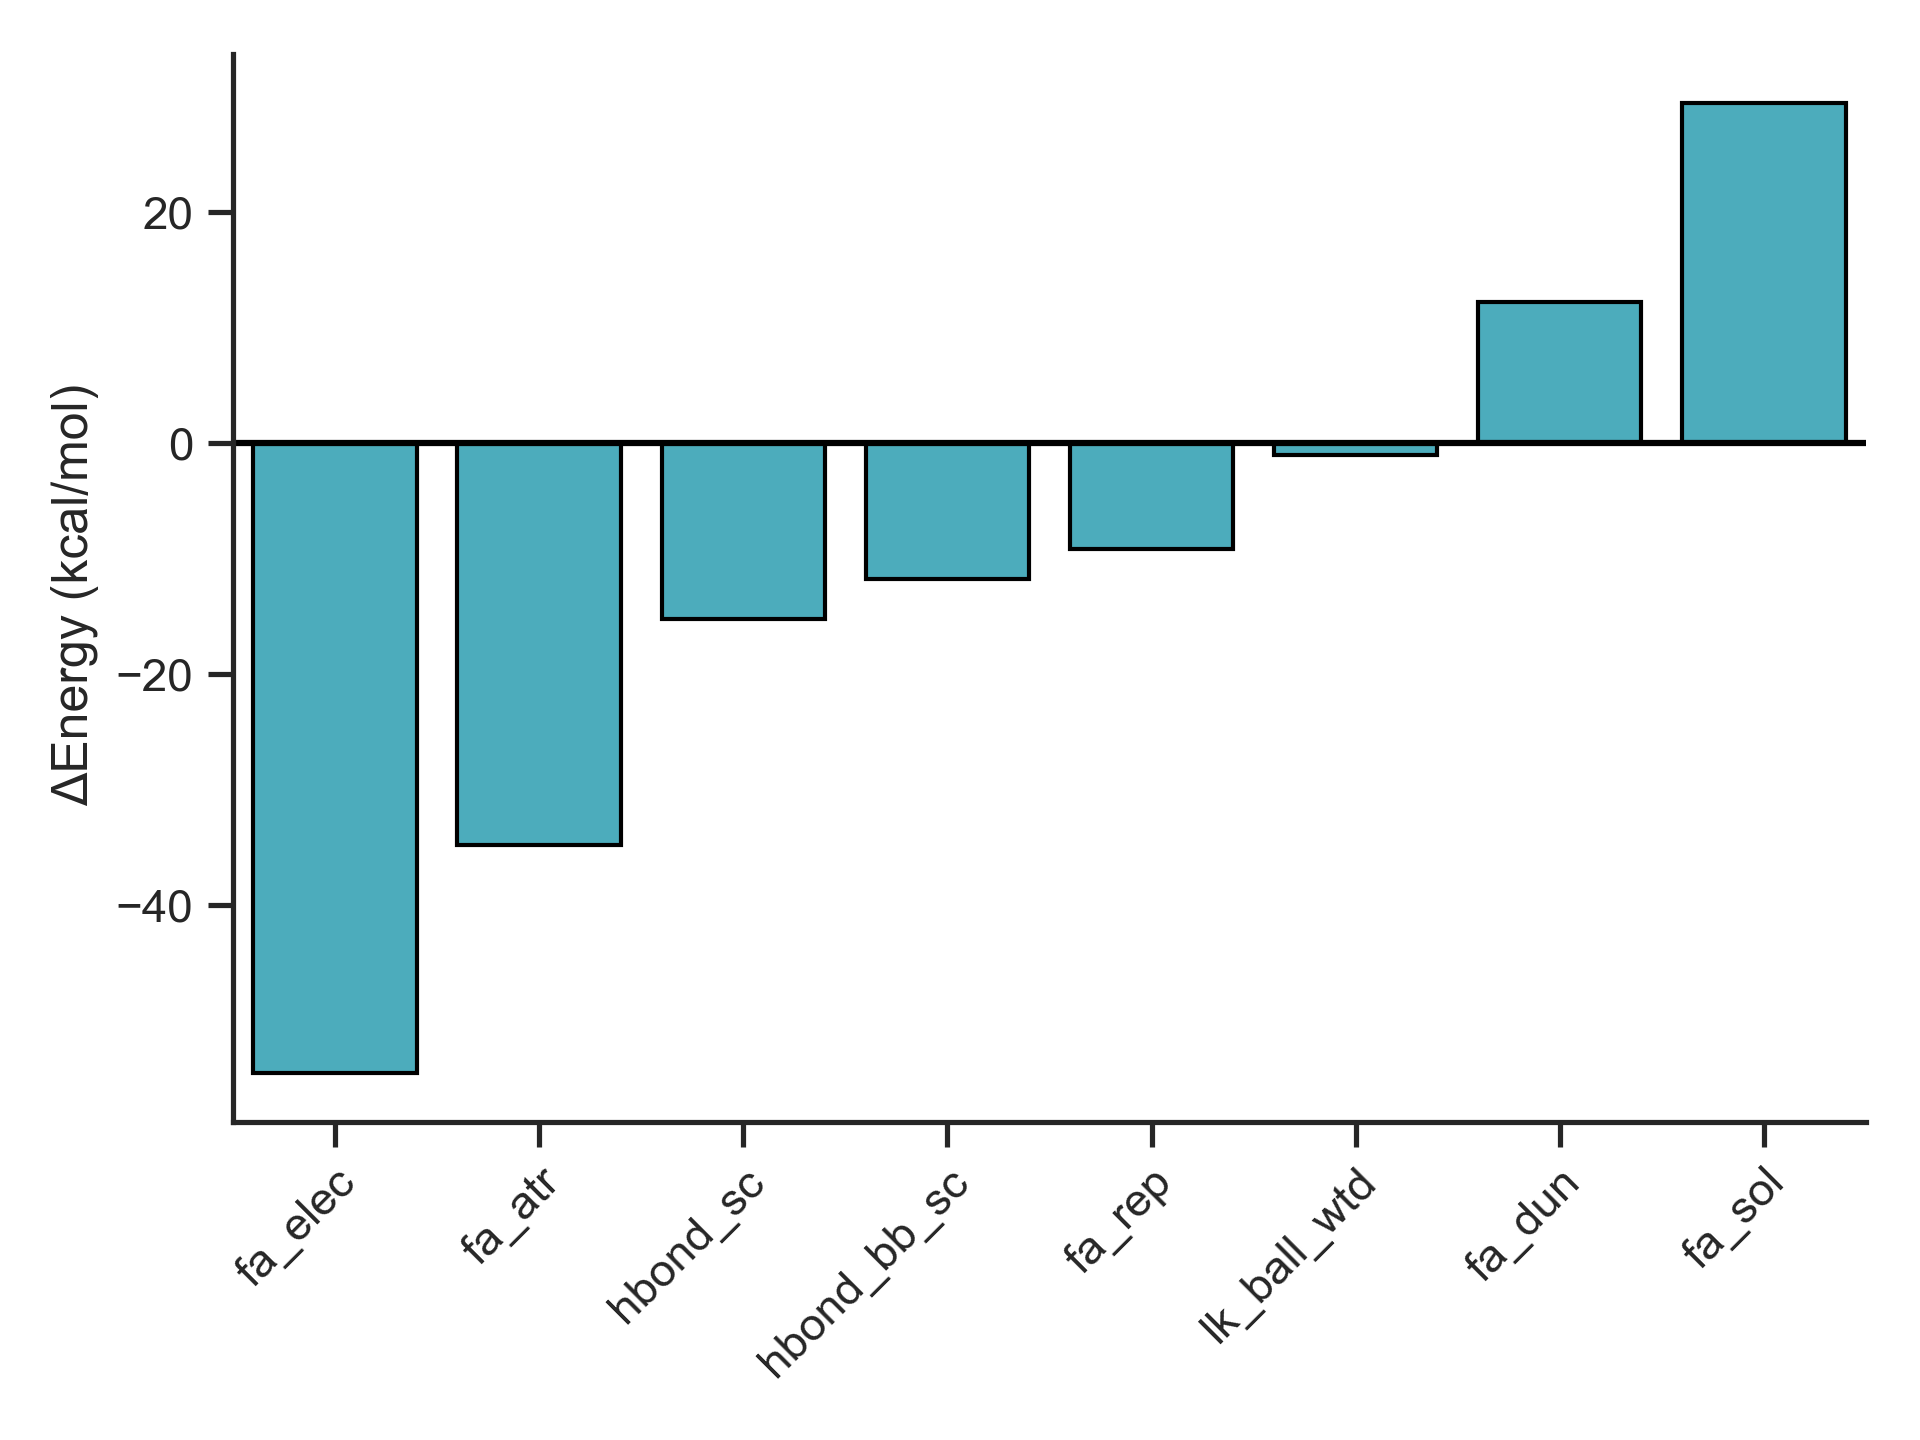 ΔEnergy (kcal/mol)
20
0
−20
−40
fa_elec
fa_atr
hbond_sc
hbond_bb_sc
fa_rep
lk_ball_wtd
fa_dun
fa_sol